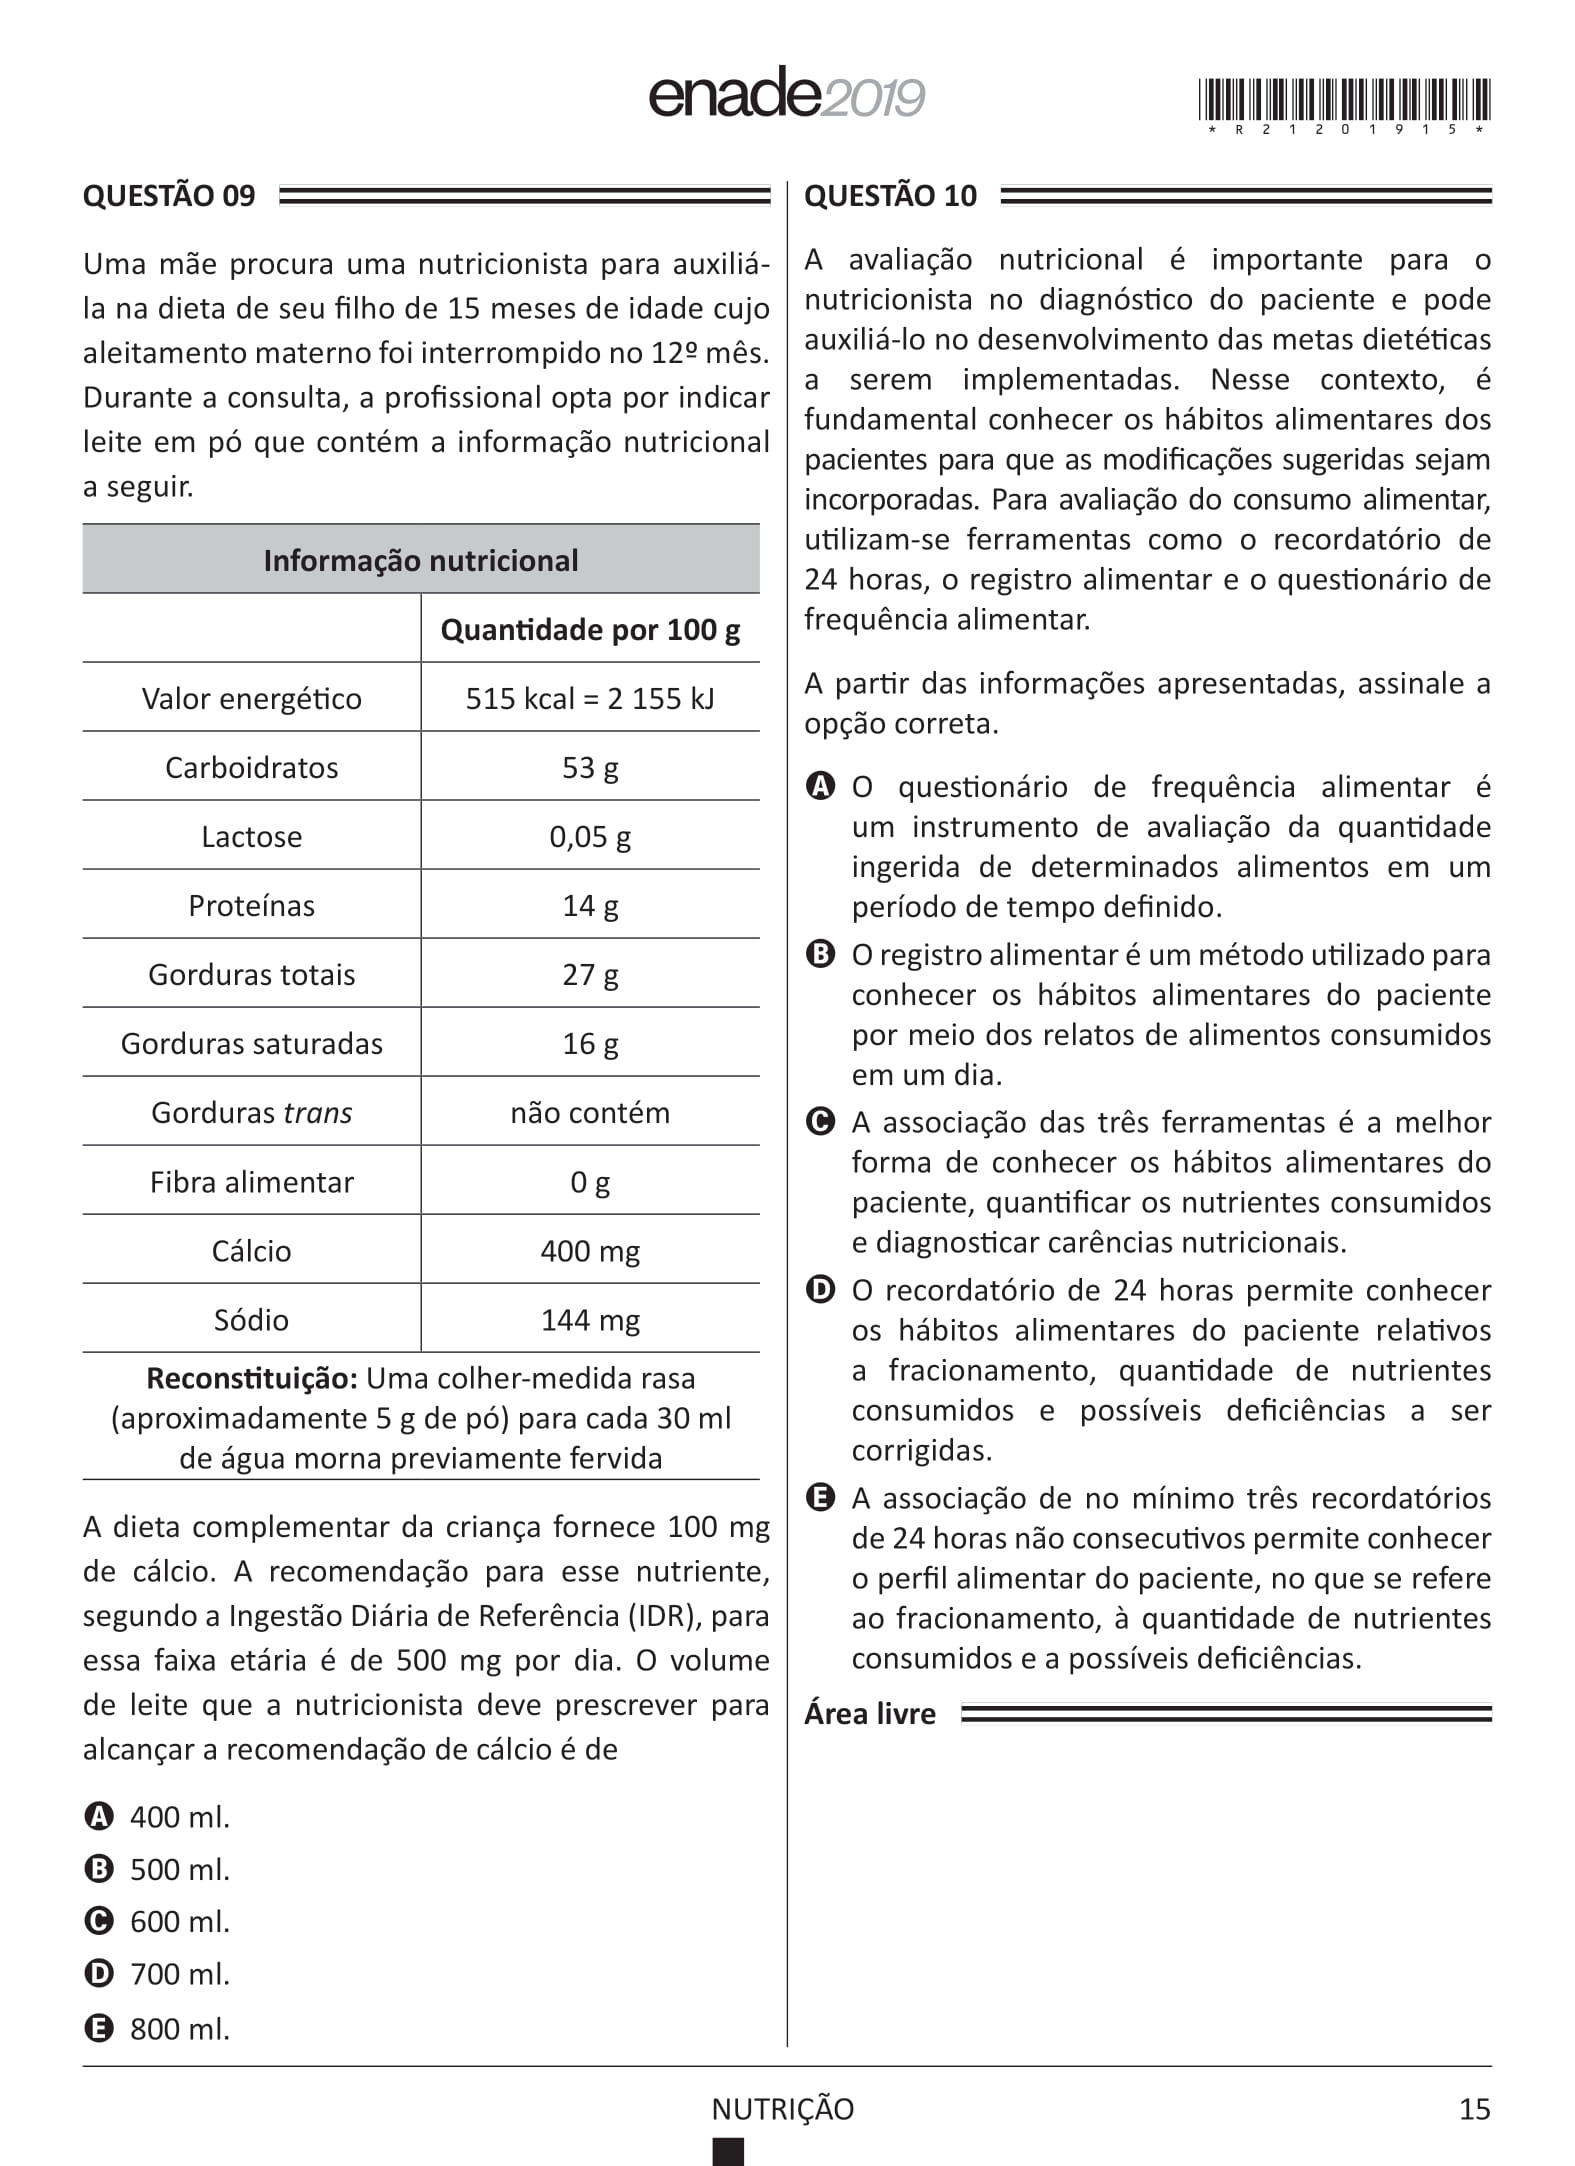 enade2019
*R21201915*
QUESTÃO 09
Uma mãe procura uma nutricionista para auxiliá-
la na dieta de seu filho de 15 meses de idade cujo
aleitamento materno foi interrompido no 12º mês.
Durante a consulta, a profissional opta por indicar
leite em pó que contém a informação nutricional
a seguir.
Informação nutricional
Quantidade por 100 g
Valor energético 515 kcal = 2 155 kJ
Carboidratos 53 g
Lactose 0,05 g
Proteínas 14 g
Gorduras totais 27 g
Gorduras saturadas 16 g
Gorduras trans não contém
Fibra alimentar 0 g
Cálcio 400 mg
Sódio 144 mg
Reconstituição: Uma colher-medida rasa
(aproximadamente 5 g de pó) para cada 30 ml
de água morna previamente fervida
A dieta complementar da criança fornece 100 mg
de cálcio. A recomendação para esse nutriente,
segundo a Ingestão Diária de Referência (IDR), para
essa faixa etária é de 500 mg por dia. O volume
de leite que a nutricionista deve prescrever para
alcançar a recomendação de cálcio é de
A 400 ml.
B 500 ml.
C 600 ml.
D 700 ml.
E 800 ml.
QUESTÃO 10
A avaliação nutricional é importante para o
nutricionista no diagnóstico do paciente e pode
auxiliá-lo no desenvolvimento das metas dietéticas
a serem implementadas. Nesse contexto, é
fundamental conhecer os hábitos alimentares dos
pacientes para que as modificações sugeridas sejam
incorporadas. Para avaliação do consumo alimentar,
utilizam-se ferramentas como o recordatório de
24 horas, o registro alimentar e o questionário de
frequência alimentar.
A partir das informações apresentadas, assinale a
opção correta.
A O questionário de frequência alimentar é
um instrumento de avaliação da quantidade
ingerida de determinados alimentos em um
período de tempo definido.
B O registro alimentar é um método utilizado para
conhecer os hábitos alimentares do paciente
por meio dos relatos de alimentos consumidos
em um dia.
C A associação das três ferramentas é a melhor
forma de conhecer os hábitos alimentares do
paciente, quantificar os nutrientes consumidos
e diagnosticar carências nutricionais.
D O recordatório de 24 horas permite conhecer
os hábitos alimentares do paciente relativos
a fracionamento, quantidade de nutrientes
consumidos e possíveis deficiências a ser
corrigidas.
E A associação de no mínimo três recordatórios
de 24 horas não consecutivos permite conhecer
o perfil alimentar do paciente, no que se refere
ao fracionamento, à quantidade de nutrientes
consumidos e a possíveis deficiências.
Área livre
NUTRIÇÃO
15